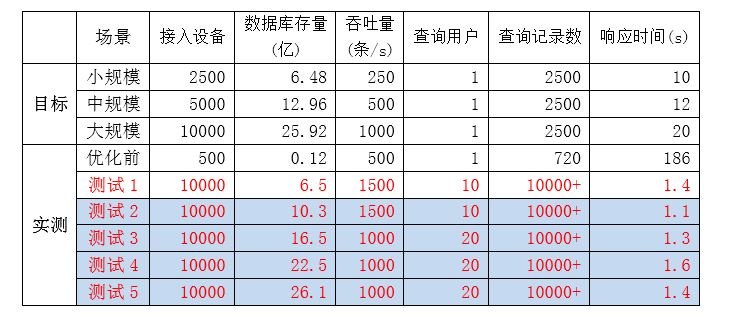 场景 接入设备 数据库存量(亿) 吞吐量(条/s) 查询用户 查询记录数 响应时间(s)
目标 小规模 2500 6.48 250 1 2500 10
中规模 5000 12.96 500 1 2500 12
大规模 10000 25.92 1000 1 2500 20
实测 优化前 500 0.12 500 1 720 186
测试1 10000 6.5 1500 10 10000+ 1.4
测试2 10000 10.3 1500 10 10000+ 1.1
测试3 10000 16.5 1000 20 10000+ 1.3
测试4 10000 22.5 1000 20 10000+ 1.6
测试5 10000 26.1 1000 20 10000+ 1.4